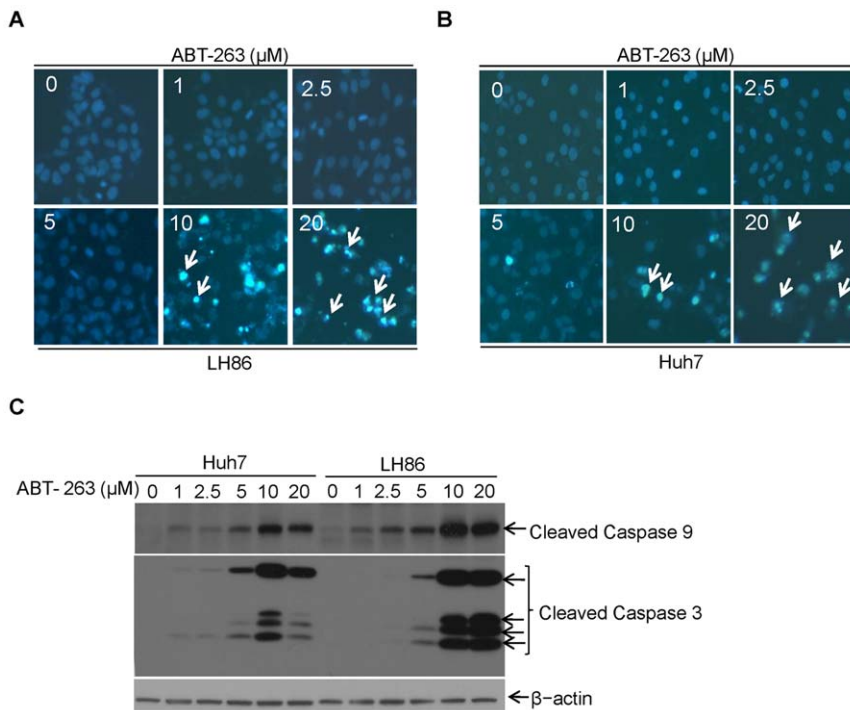 A
ABT-263 (µM)
0 1 2.5
5 10 20
LH86
B
ABT-263 (µM)
0 1 2.5
5 10 20
Huh7
C
Huh7 LH86
ABT- 263 (µM) 0 1 2.5 5 10 20 0 1 2.5 5 10 20
Cleaved Caspase 9
Cleaved Caspase 3
β–actin